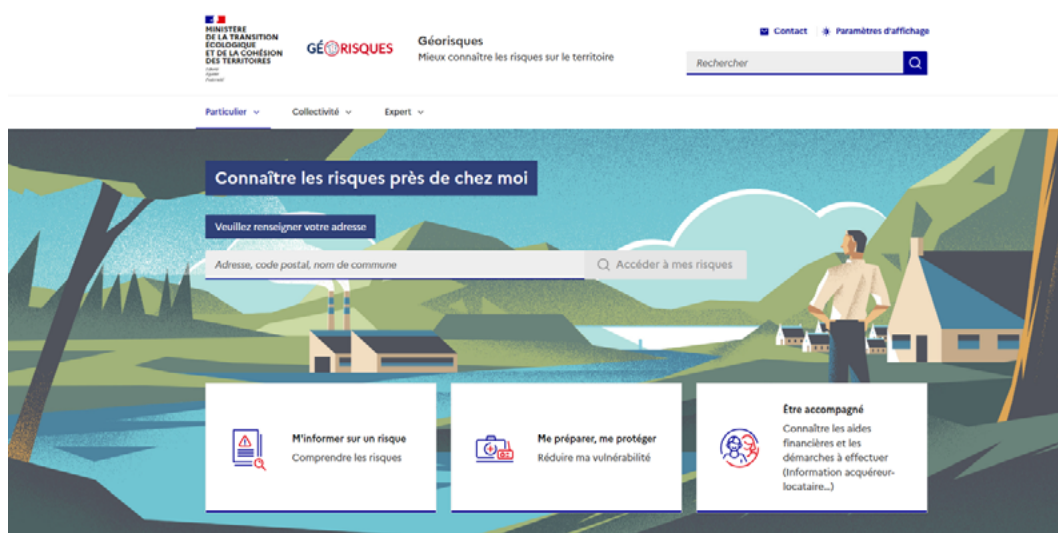 MINISTÈRE
DE LA TRANSITION
ÉCOLOGIQUE
ET DE LA COHÉSION
DES TERRITOIRES
Liberté
Égalité
Fraternité
GÉORISQUES
Géorisques
Mieux connaître les risques sur le territoire
Contact
Paramètres d'affichage
Rechercher
Particulier
Collectivité
Expert
Connaître les risques près de chez moi
Veuillez renseigner votre adresse
Adresse, code postal, nom de commune
Accéder à mes risques
M'informer sur un risque
Comprendre les risques
Me préparer, me protéger
Réduire ma vulnérabilité
Être accompagné
Connaître les aides
financières et les
démarches à effectuer
(Information acquéreur-
locataire...)